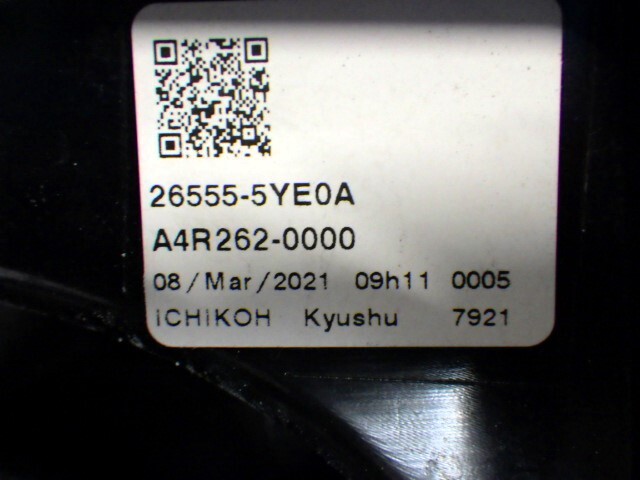 26555-5YE0A
A4R262-0000
08/Mar/2021 09h11 0005
ICHIKOH Kyushu 7921